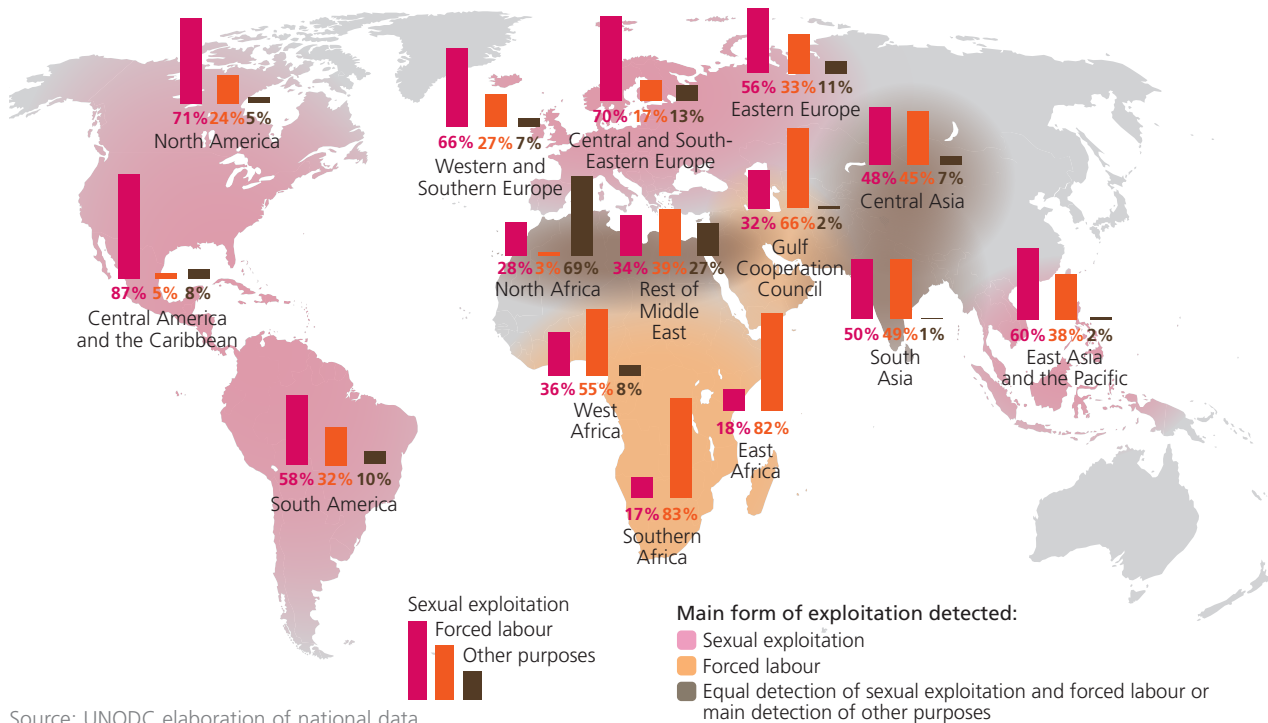 71% 24% 5%
North America
66% 27% 7%
Western and
Southern Europe
70% 17% 13%
Central and South-
Eastern Europe
56% 33% 11%
Eastern Europe
48% 45% 7%
Central Asia
87% 5% 8%
Central America
and the Caribbean
28% 3% 69%
North Africa
34% 39% 27%
Rest of
Middle
East
32% 66% 2%
Gulf
Cooperation
Council
50% 49% 1%
South
Asia
60% 38% 2%
East Asia
and the Pacific
36% 55% 8%
West
Africa
18% 82%
East
Africa
58% 32% 10%
South America
17% 83%
Southern
Africa
Sexual exploitation
Forced labour
Other purposes
Main form of exploitation detected:
Sexual exploitation
Forced labour
Equal detection of sexual exploitation and forced labour or
main detection of other purposes
Source: UNODC elaboration of national data